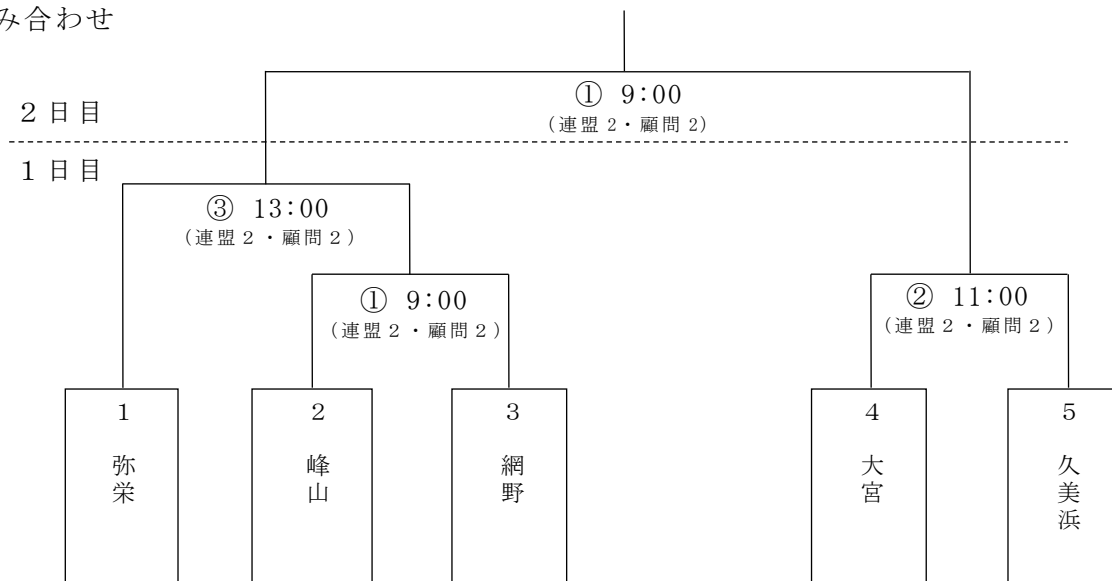 み合わせ
① 9:00
(連盟2・顧問2)
2日目
1日目
③ 13:00
(連盟2・顧問2)
① 9:00
(連盟2・顧問2)
② 11:00
(連盟2・顧問2)
1
弥栄
2
峰山
3
網野
4
大宮
5
久美浜